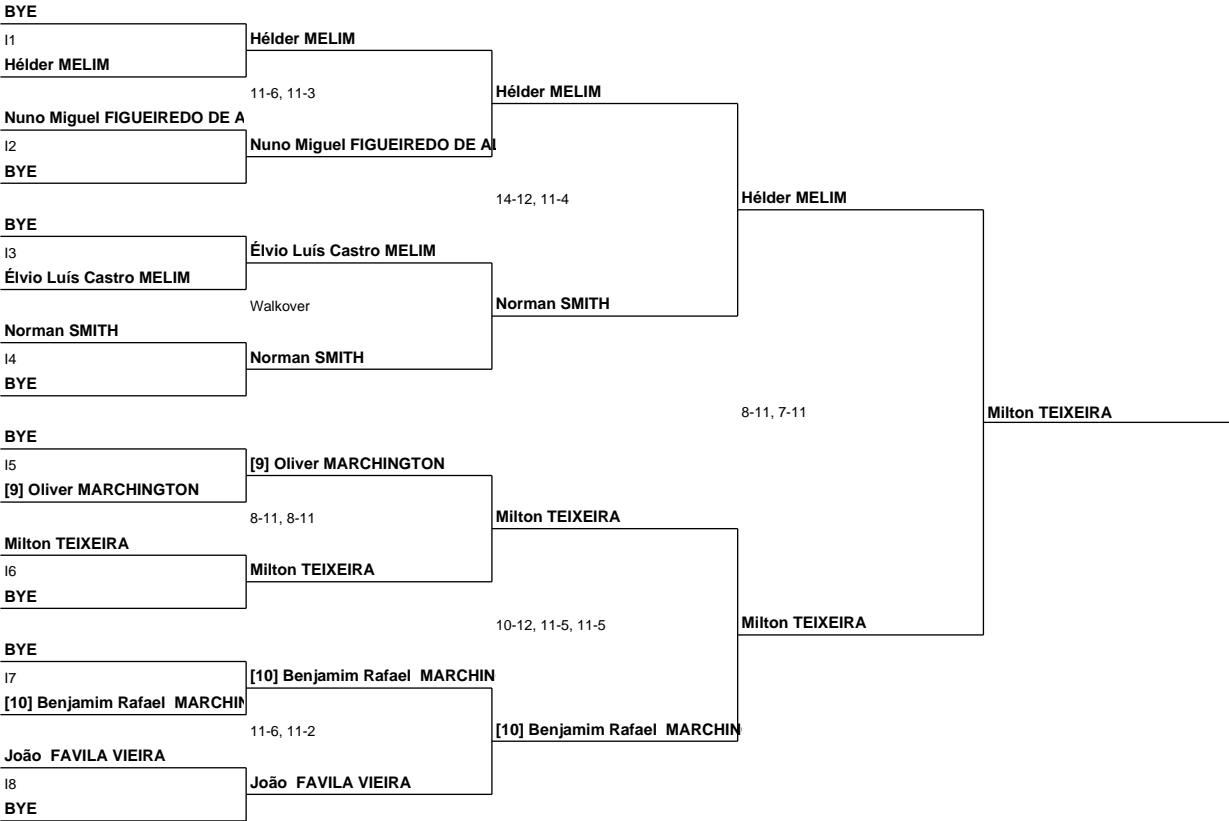 BYE
I1
Hélder MELIM
Hélder MELIM
11-6, 11-3
Hélder MELIM
Nuno Miguel FIGUEIREDO DE A
I2
Nuno Miguel FIGUEIREDO DE Al
BYE
14-12, 11-4
Hélder MELIM
BYE
I3
Élvio Luís Castro MELIM
Élvio Luís Castro MELIM
Walkover
Norman SMITH
Norman SMITH
I4
Norman SMITH
BYE
8-11, 7-11
Milton TEIXEIRA
BYE
I5
[9] Oliver MARCHINGTON
[9] Oliver MARCHINGTON
8-11, 8-11
Milton TEIXEIRA
Milton TEIXEIRA
I6
Milton TEIXEIRA
BYE
10-12, 11-5, 11-5
Milton TEIXEIRA
BYE
I7
[10] Benjamim Rafael MARCHIN
[10] Benjamim Rafael MARCHIN
11-6, 11-2
[10] Benjamim Rafael MARCHIN
João FAVILA VIEIRA
I8
João FAVILA VIEIRA
BYE